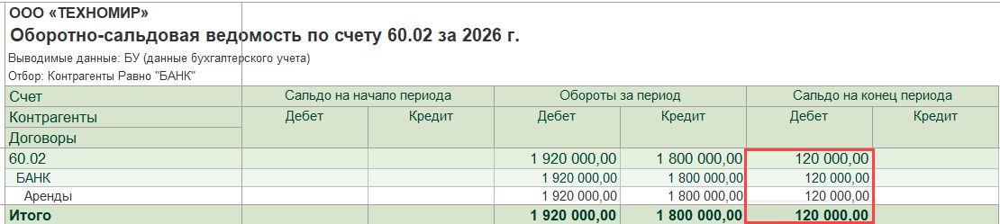 ООО «ТЕХНОМИР»
Оборотно-сальдовая ведомость по счету 60.02 за 2026 г.
Выводимые данные: БУ (данные бухгалтерского учета)
Отбор: Контрагенты Равно "БАНК"
Счет Сальдо на начало периода Обороты за период Сальдо на конец периода
Контрагенты Дебет Кредит Дебет Кредит Дебет Кредит
Договоры
60.02 1 920 000,00 1 800 000,00 120 000,00
БАНК 1 920 000,00 1 800 000,00 120 000,00
Аренды 1 920 000,00 1 800 000,00 120 000,00
Итого 1 920 000,00 1 800 000,00 120 000,00